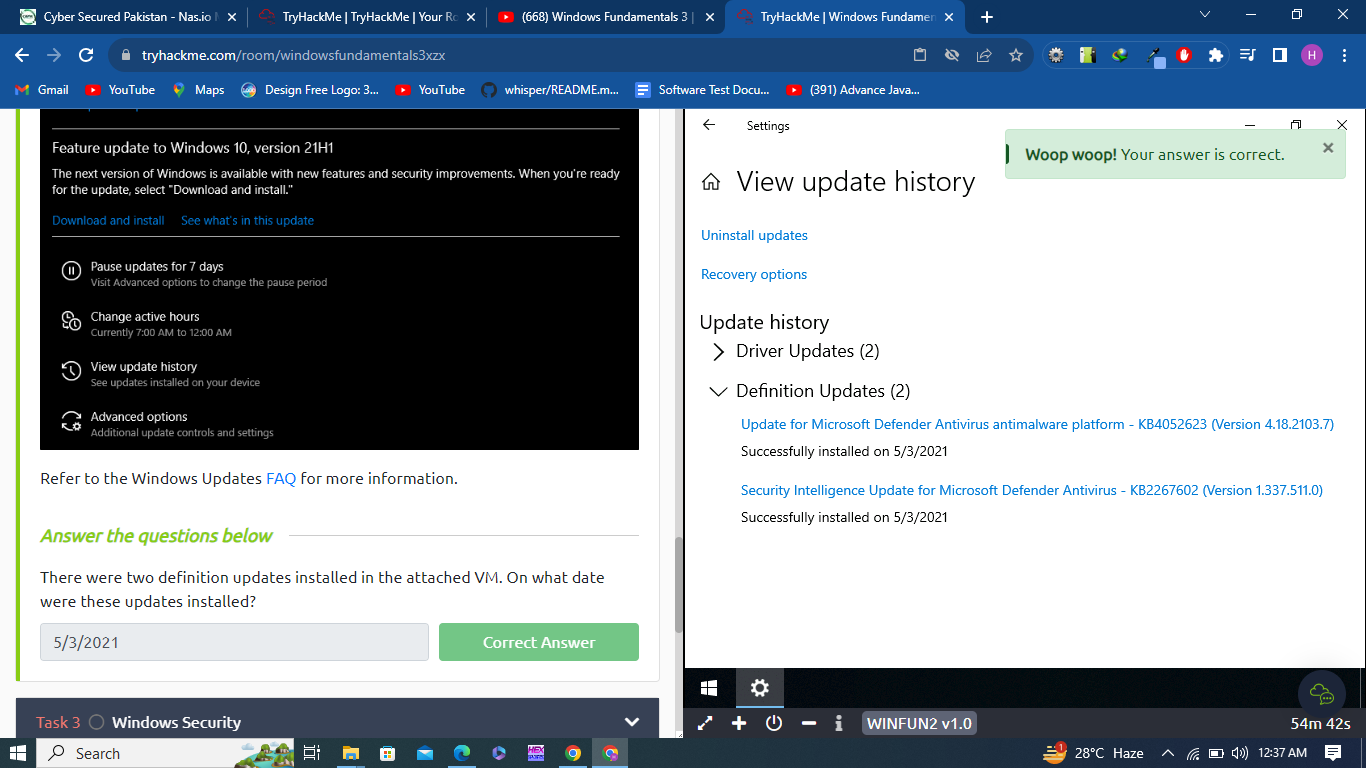 Cyber Secured Pakistan - Nas.io
TryHackMe | TryHackMe | Your Ro
(668) Windows Fundamentals 3 |
TryHackMe | Windows Fundamen
tryhackme.com/room/windowsfundamentals3xzx
H
Gmail
YouTube
Maps
Design Free Logo: 3...
YouTube
whisper/README.m...
Software Test Docu...
(391) Advance Java...
Feature update to Windows 10, version 21H1
The next version of Windows is available with new features and security improvements. When you're ready
for the update, select "Download and install."
Download and install See what's in this update
Pause updates for 7 days
Visit Advanced options to change the pause period
Change active hours
Currently 7:00 AM to 12:00 AM
View update history
See updates installed on your device
Advanced options
Additional update controls and settings
Refer to the Windows Updates FAQ for more information.
Answer the questions below
There were two definition updates installed in the attached VM. On what date
were these updates installed?
5/3/2021
Correct Answer
Task 3 Windows Security
Settings
Woop woop! Your answer is correct.
View update history
Uninstall updates
Recovery options
Update history
Driver Updates (2)
Definition Updates (2)
Update for Microsoft Defender Antivirus antimalware platform - KB4052623 (Version 4.18.2103.7)
Successfully installed on 5/3/2021
Security Intelligence Update for Microsoft Defender Antivirus - KB2267602 (Version 1.337.511.0)
Successfully installed on 5/3/2021
WINFUN2 v1.0
54m 42s
Search
HEX
1
28°C Haze
12:37 AM